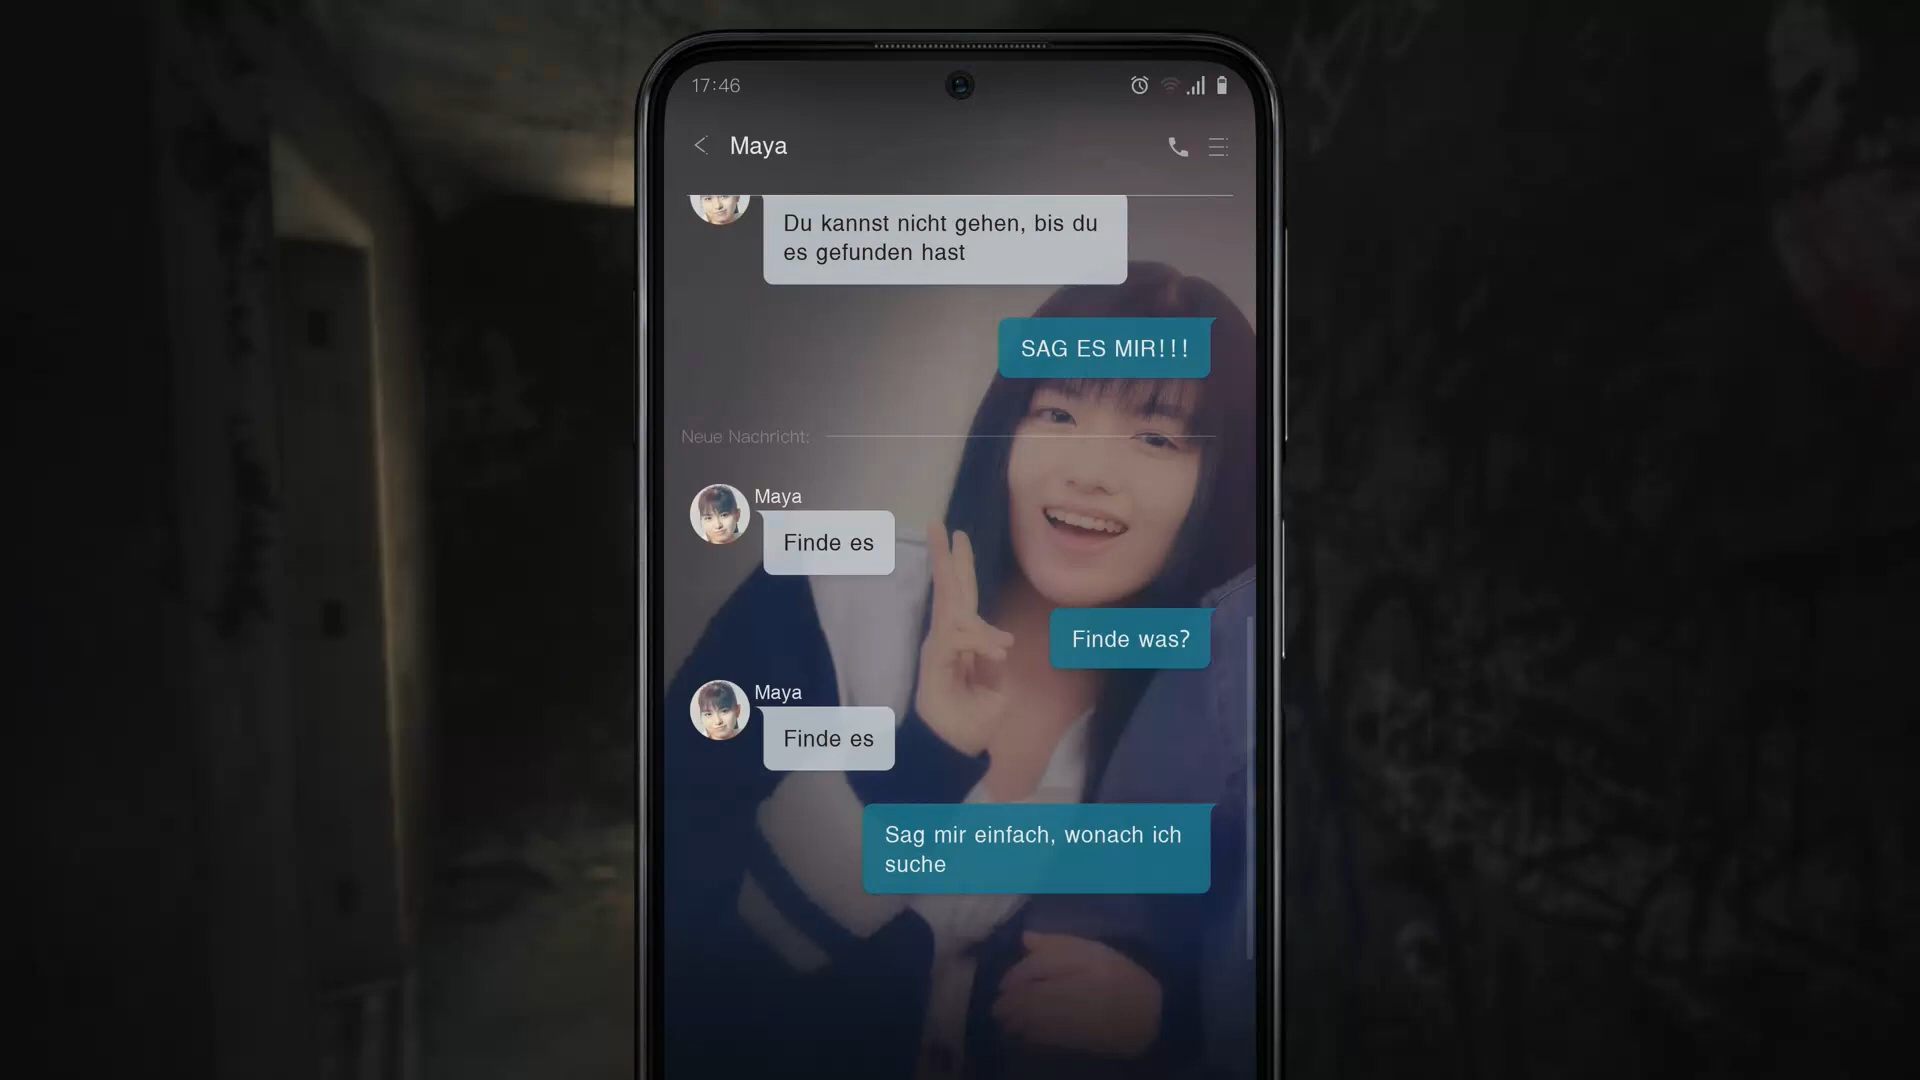 17:46
Maya
Du kannst nicht gehen, bis du
es gefunden hast
SAG ES MIR!!!
Neue Nachricht:
Maya
Finde es
Finde was?
Maya
Finde es
Sag mir einfach, wonach ich
suche